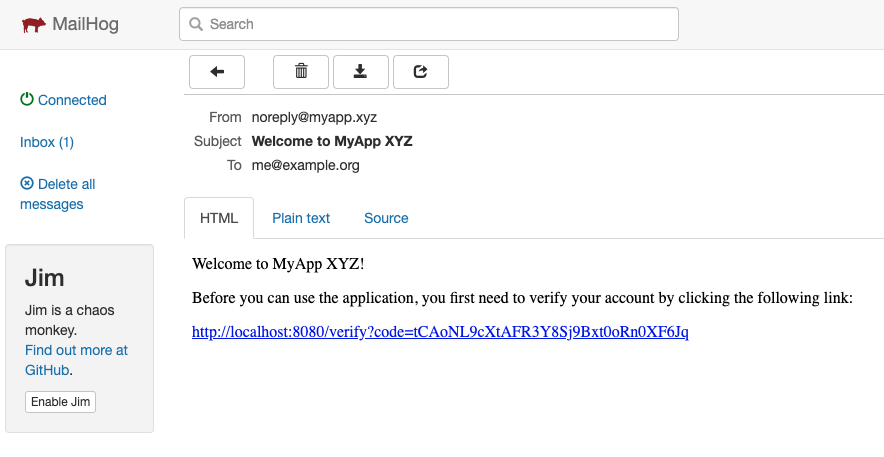 MailHog
Search
Connected
Inbox (1)
Delete all
messages
Jim
Jim is a chaos
monkey.
Find out more at
GitHub.
Enable Jim
From noreply@myapp.xyz
Subject Welcome to MyApp XYZ
To me@example.org
HTML Plain text Source
Welcome to MyApp XYZ!
Before you can use the application, you first need to verify your account by clicking the following link:
http://localhost:8080/verify?code=tCAoNL9cXtAFR3Y8Sj9Bxt0oRn0XF6Jq